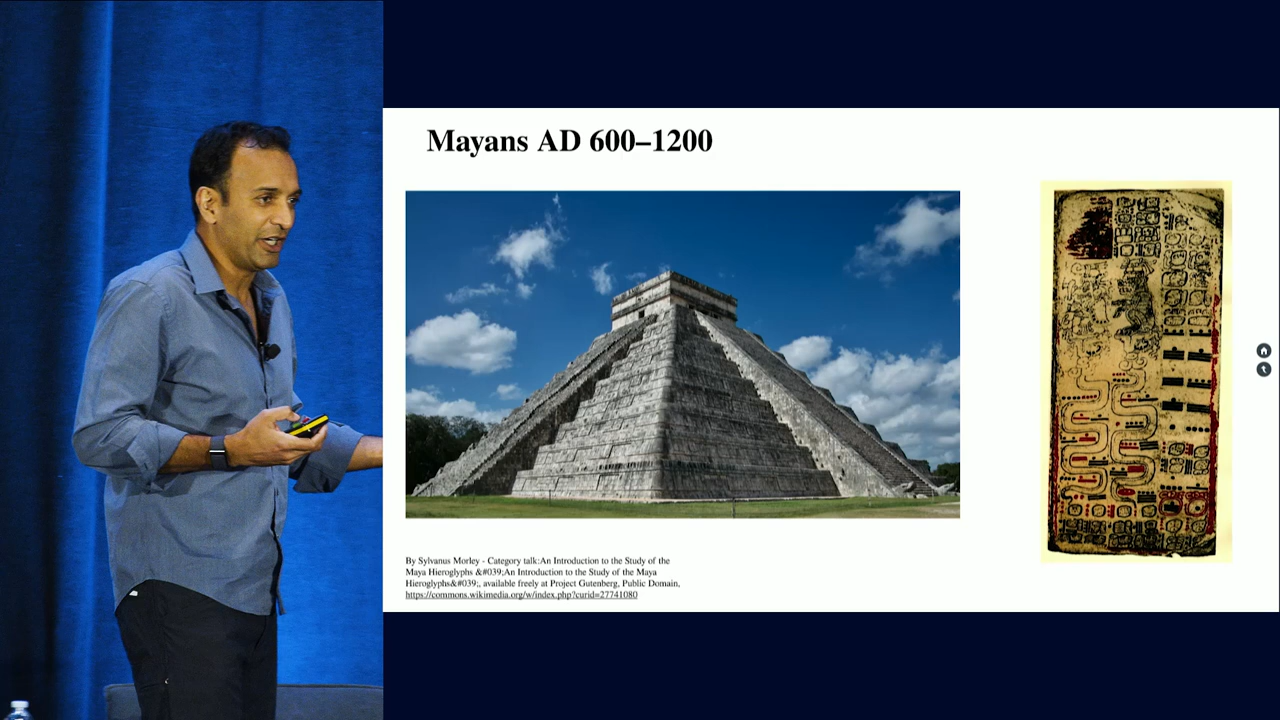 Mayans AD 600–1200
By Sylvanus Morley - Category talk:An Introduction to the Study of the
Maya Hieroglyphs &#039;An Introduction to the Study of the Maya
Hieroglyphs&#039;, available freely at Project Gutenberg, Public Domain,
https://commons.wikimedia.org/w/index.php?curid=27741080